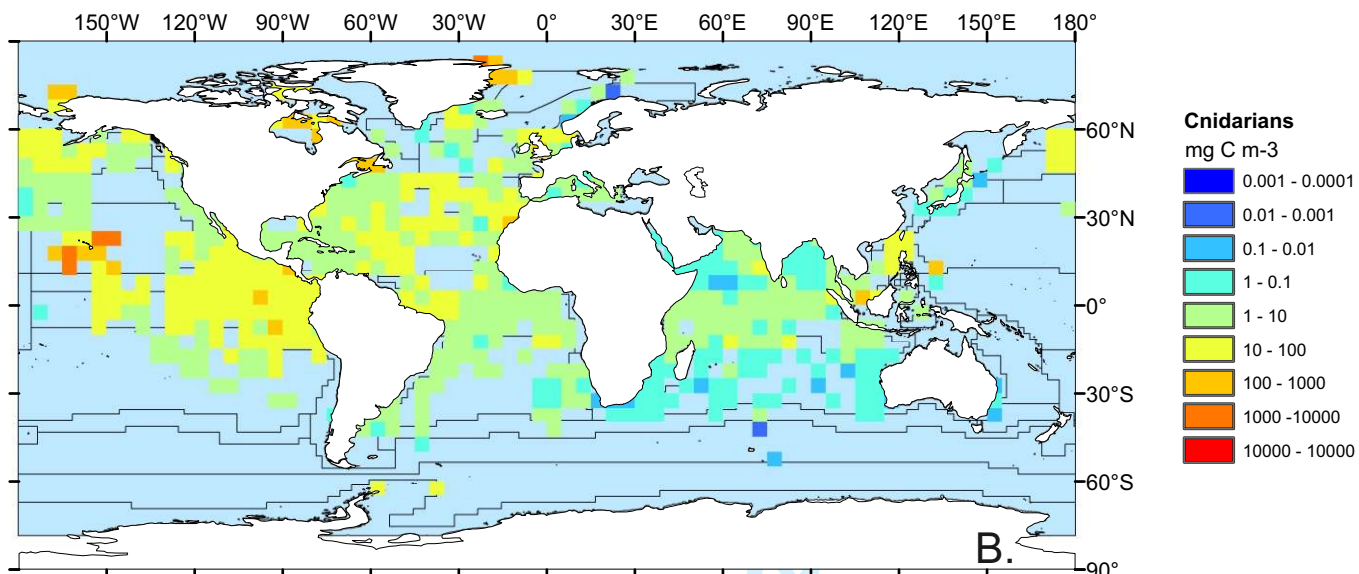 150°W 120°W 90°W 60°W 30°W 0° 30°E 60°E 90°E 120°E 150°E 180°
60°N
30°N
0°
30°S
60°S
90°
B.
Cnidarians
mg C m-3
0.001 - 0.0001
0.01 - 0.001
0.1 - 0.01
1 - 0.1
1 - 10
10 - 100
100 - 1000
1000 -10000
10000 - 10000